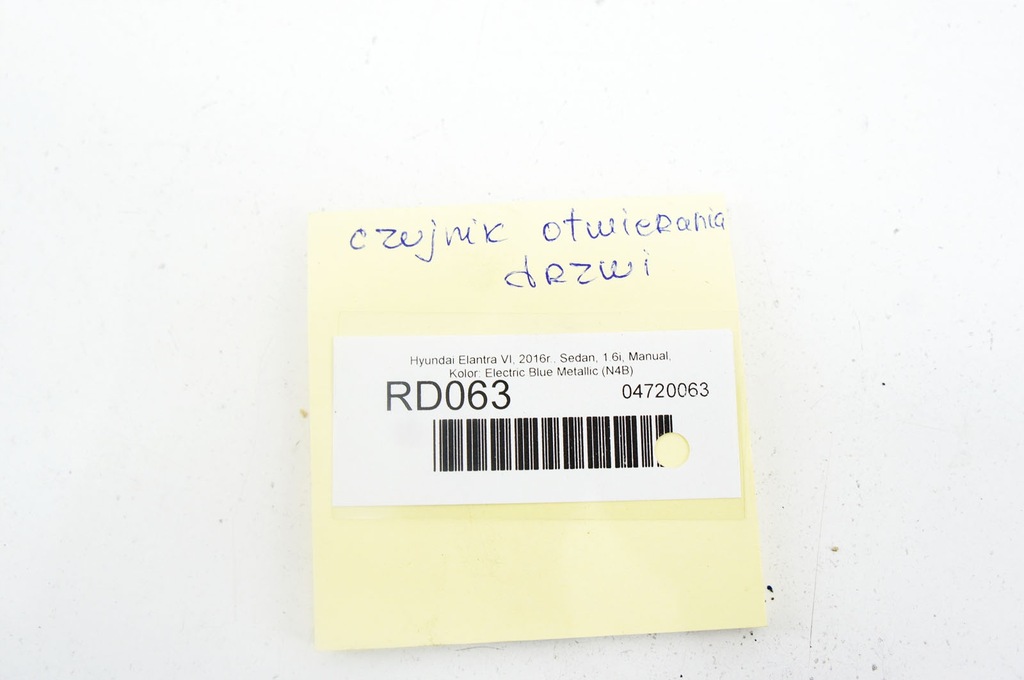 czujnik otwierania
drzwi
Hyundai Elantra VI, 2016r., Sedan, 1.6i, Manual,
Kolor: Electric Blue Metallic (N4B)
RD063 04720063